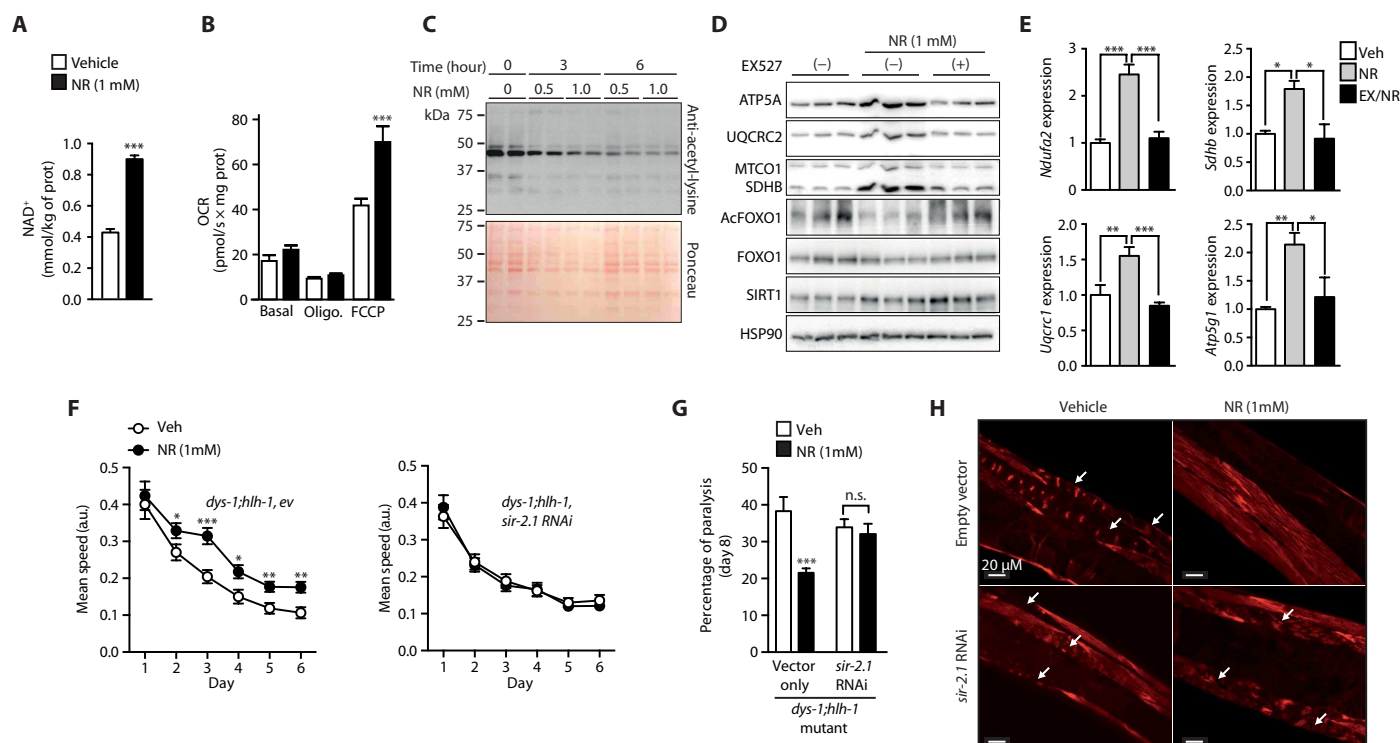 A
Vehicle
NR (1 mM)
NAD+
(mmol/kg of prot)
1.0
0.8
0.6
0.4
0.2
0.0
***
B
OCR
(pmol/s × mg prot)
80
60
40
20
0
***
Basal Oligo. FCCP
C
Time (hour) 0 3 6
NR (mM) 0 0.5 1.0 0.5 1.0
kDa 75
50
37
25
Anti-acetyl-lysine
75
50
37
25
Ponceau
D
NR (1 mM)
EX527 (–) (–) (+)
ATP5A
UQCRC2
MTCO1
SDHB
AcFOXO1
FOXO1
SIRT1
HSP90
E
Veh
NR
EX/NR
Ndufa2 expression
3
2
1
0
*** ***
Sdhb expression
2.5
2.0
1.5
1.0
0.5
0.0
* *
Uqcrc1 expression
2.0
1.5
1.0
0.5
0.0
** ***
Atp5g1 expression
2.5
2.0
1.5
1.0
0.5
0.0
** *
F
Veh
NR (1mM)
Mean speed (a.u.)
0.5
0.4
0.3
0.2
0.1
0.0
dys-1;hlh-1, ev
* *** * ** **
1 2 3 4 5 6
Day
Mean speed (a.u.)
0.5
0.4
0.3
0.2
0.1
0.0
dys-1;hlh-1,
sir-2.1 RNAi
1 2 3 4 5 6
Day
G
Veh
NR (1mM)
Percentage of paralysis
(day 8)
50
40
30
20
10
0
***
n.s.
Vector
only
sir-2.1
RNAi
dys-1;hlh-1
mutant
H
Vehicle NR (1mM)
Empty vector
20 μM
sir-2.1 RNAi